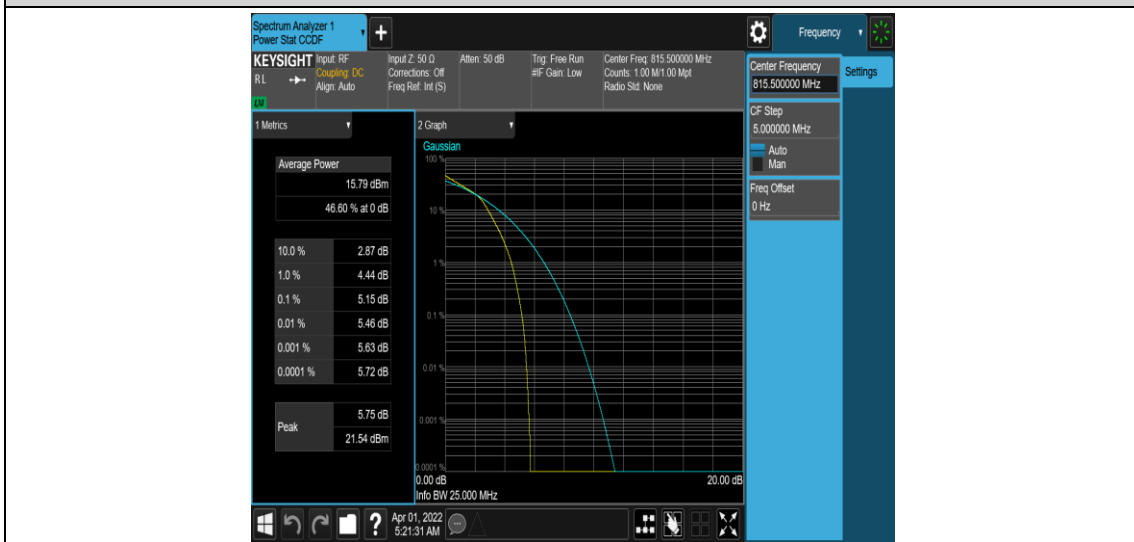 Spectrum Analyzer 1
Power Stat CCDF
+
Frequency
KEYSIGHT
RL
LXI
Input: RF
Coupling: DC
Align: Auto
Input Z: 50 Ω
Corrections: Off
Freq Ref: Int (S)
Atten: 50 dB
Trig: Free Run
#IF Gain: Low
Center Freq: 815.500000 MHz
Counts: 1.00 M/1.00 Mpt
Radio Std: None
Center Frequency
815.500000 MHz
Settings
CF Step
5.000000 MHz
Auto
Man
Freq Offset
0 Hz
1 Metrics
Average Power
15.79 dBm
46.60 % at 0 dB
10.0 % 2.87 dB
1.0 % 4.44 dB
0.1 % 5.15 dB
0.01 % 5.46 dB
0.001 % 5.63 dB
0.0001 % 5.72 dB
Peak
5.75 dB
21.54 dBm
2 Graph
Gaussian
100 %
10 %
1 %
0.1 %
0.01 %
0.001 %
0.0001 %
0.00 dB 20.00 dB
Info BW 25.000 MHz
?
Apr 01, 2022
5:21:31 AM